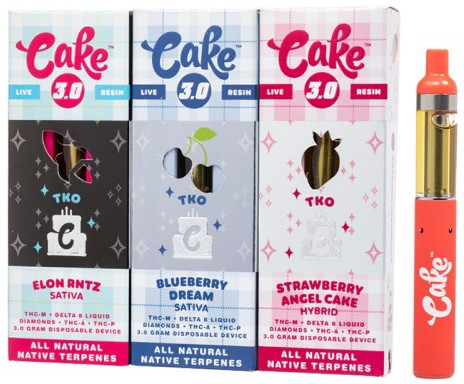 Cake™
LIVE 3.0 RESIN
TKO
C
ELON RNTZ
SATIVA
THC-M • DELTA 8 LIQUID
DIAMONDS • THC-A • THC-P
3.0 GRAM DISPOSABLE DEVICE
ALL NATURAL
NATIVE TERPENES
Cake™
LIVE 3.0 RESIN
TKO
C
BLUEBERRY
DREAM
SATIVA
THC-M • DELTA 8 LIQUID
DIAMONDS • THC-A • THC-P
3.0 GRAM DISPOSABLE DEVICE
ALL NATURAL
NATIVE TERPENES
Cake™
LIVE 3.0 RESIN
TKO
STRAWBERRY
ANGEL CAKE
HYBRID
THC-M • DELTA 8 LIQUID
DIAMONDS • THC-A • THC-P
3.0 GRAM DISPOSABLE DEVICE
ALL NATURAL
NATIVE TERPENES
Cake